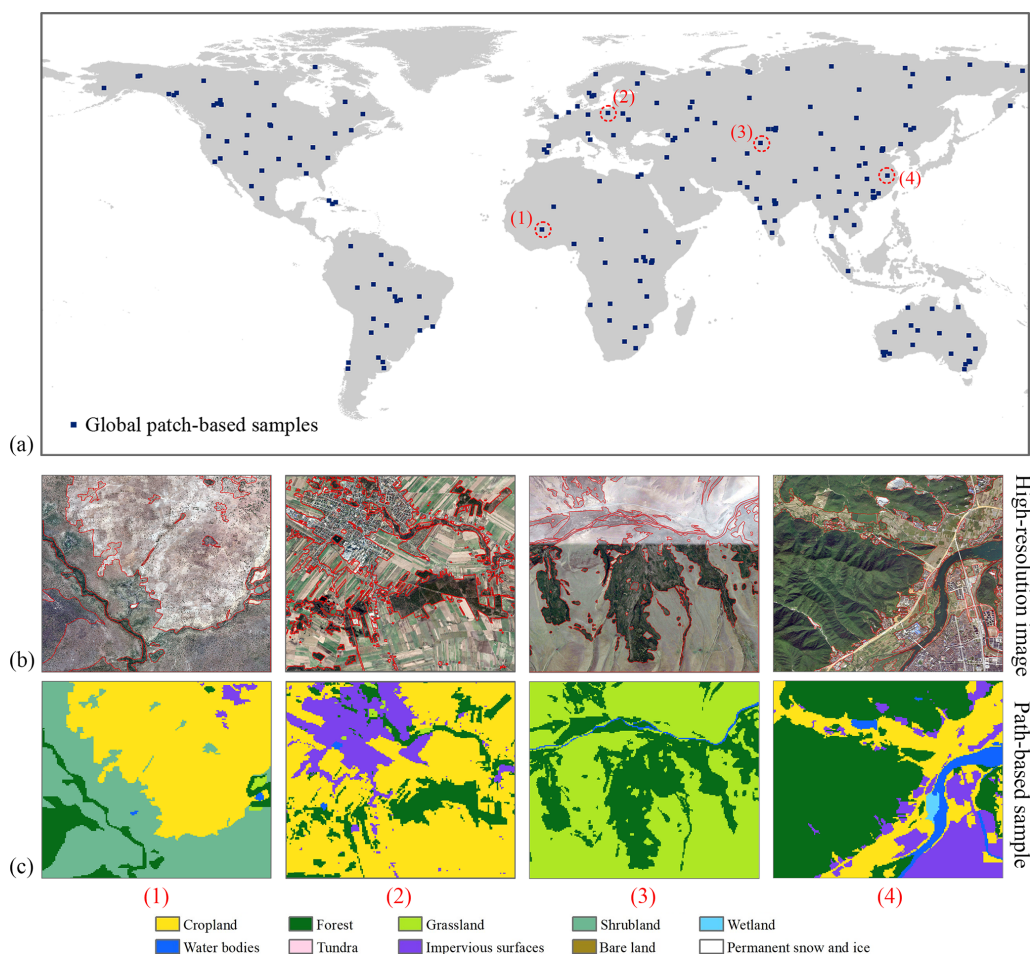 (2)
(3)
(4)
(1)
Global patch-based samples
(a)
High-resolution image
(b)
Path-based sample
(c)
(1) (2) (3) (4)
Cropland Forest Grassland Shrubland Wetland
Water bodies Tundra Impervious surfaces Bare land Permanent snow and ice